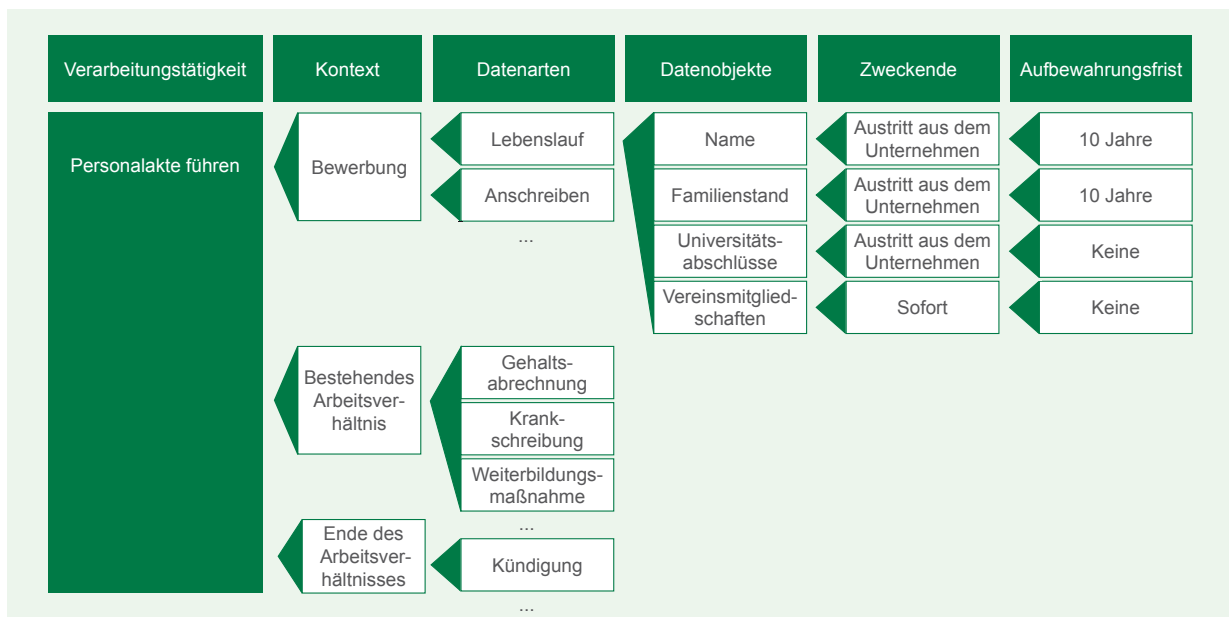 Verarbeitungstätigkeit
Kontext
Datenarten
Datenobjekte
Zweckende
Aufbewahrungsfrist
Personalakte führen
Bewerbung
Lebenslauf
Name
Austritt aus dem
Unternehmen
10 Jahre
Anschreiben
Familienstand
Austritt aus dem
Unternehmen
10 Jahre
...
Universitäts-
abschlüsse
Austritt aus dem
Unternehmen
Keine
Vereinsmitglied-
schaften
Sofort
Keine
Bestehendes
Arbeitsver-
hältnis
Gehalts-
abrechnung
Krank-
schreibung
Weiterbildungs-
maßnahme
...
Ende des
Arbeitsver-
hältnisses
Kündigung
...